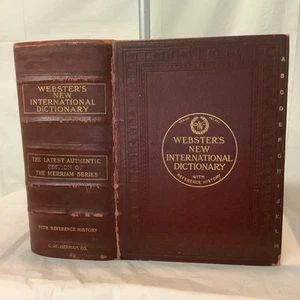 WEBSTER'S
NEW
INTERNATIONAL
DICTIONARY
THE LATEST AUTHENTIC
EDITION OF
THE MERRIAM SERIES
WITH REFERENCE HISTORY
WEBSTER'S
NEW
INTERNATIONAL
DICTIONARY
WITH
REFERENCE HISTORY
A
B
C
D
E
F
G
H
I
J
K
L
M